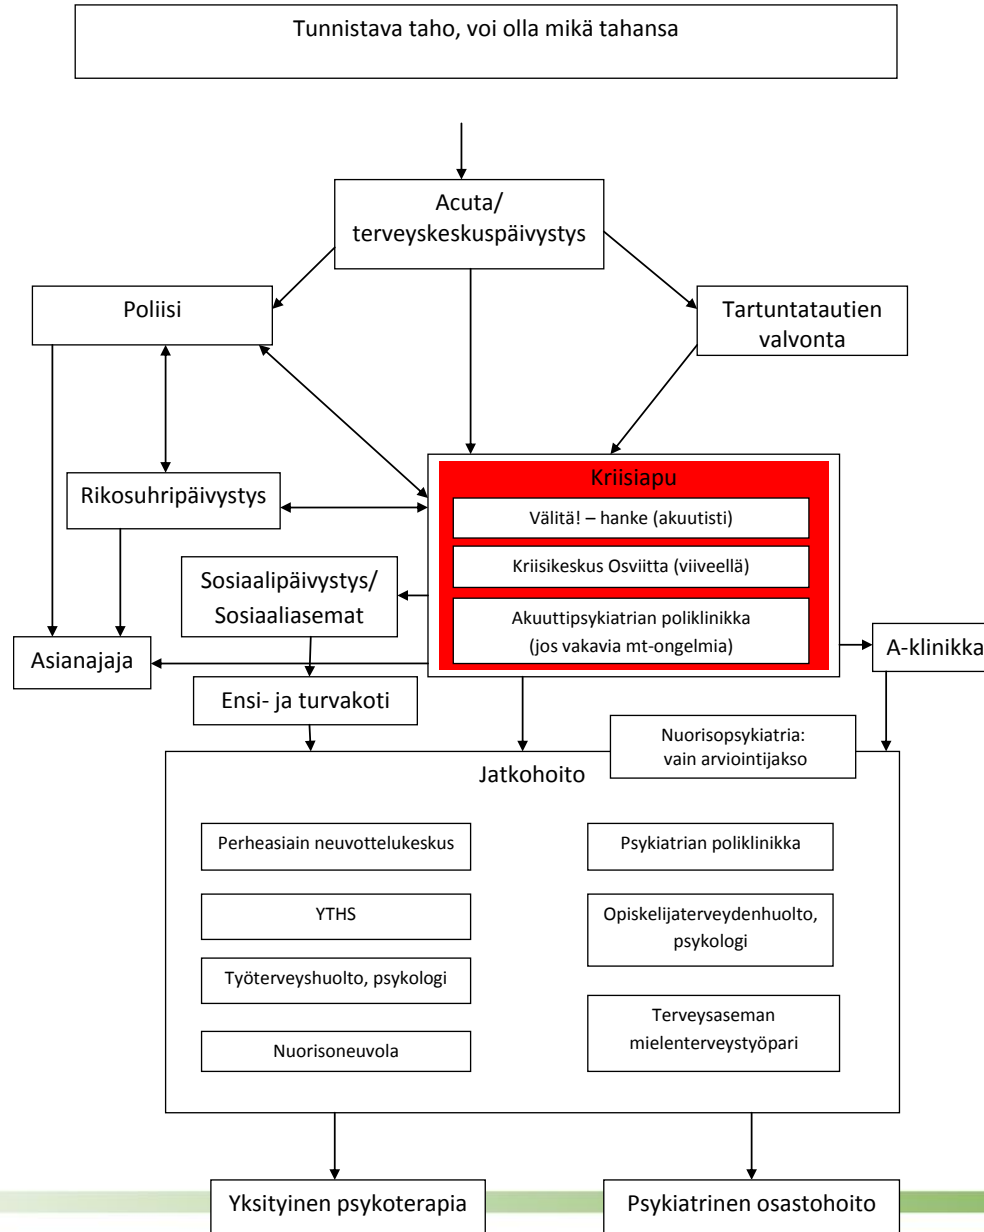 Tunnistava taho, voi olla mikä tahansa
Acuta/
terveyskeskuspäivystys
Poliisi
Tartuntatautien
valvonta
Kriisiapu
Välitä! – hanke (akuutisti)
Kriisikeskus Osviitta (viiveellä)
Akuuttipsykiatrian poliklinikka
(jos vakavia mt-ongelmia)
Rikosuhripäivystys
Sosiaalipäivystys/
Sosiaaliasemat
Asianajaja
A-klinikka
Ensi- ja turvakoti
Nuorisopsykiatria:
vain arviointijakso
Jatkohoito
Perheasiain neuvottelukeskus
Psykiatrian poliklinikka
YTHS
Opiskelijaterveydenhuolto,
psykologi
Työterveyshuolto, psykologi
Terveysaseman
mielenterveystyöpari
Nuorisoneuvola
Yksityinen psykoterapia
Psykiatrinen osastohoito